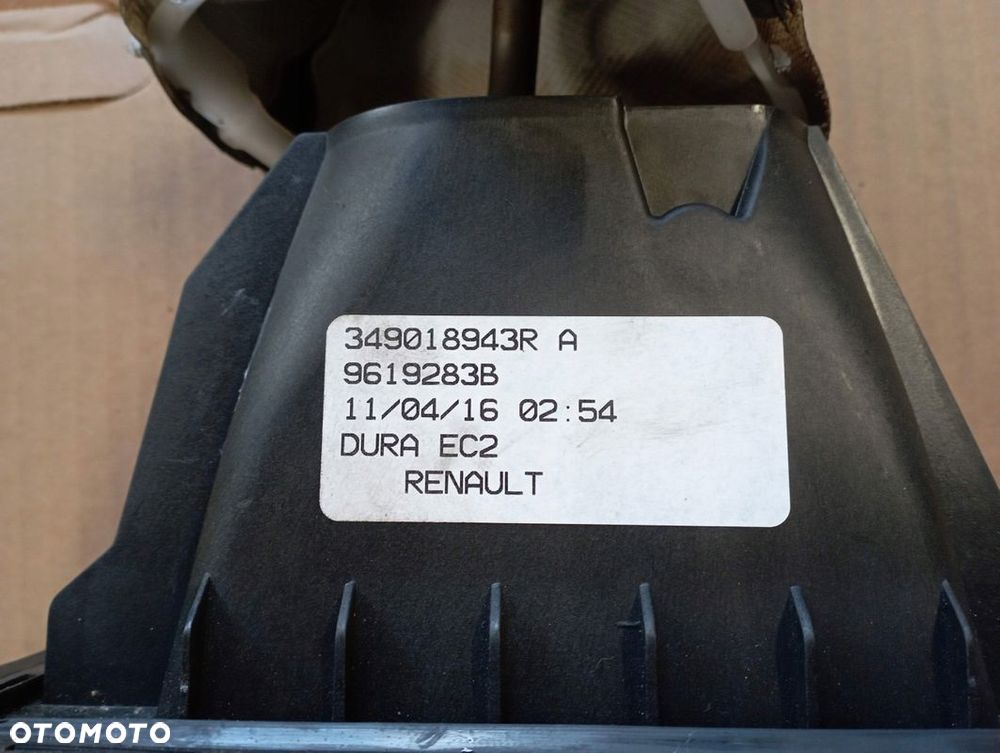 349018943R A
9619283B
11/04/16 02:54
DURA EC2
RENAULT
OTOMOTO